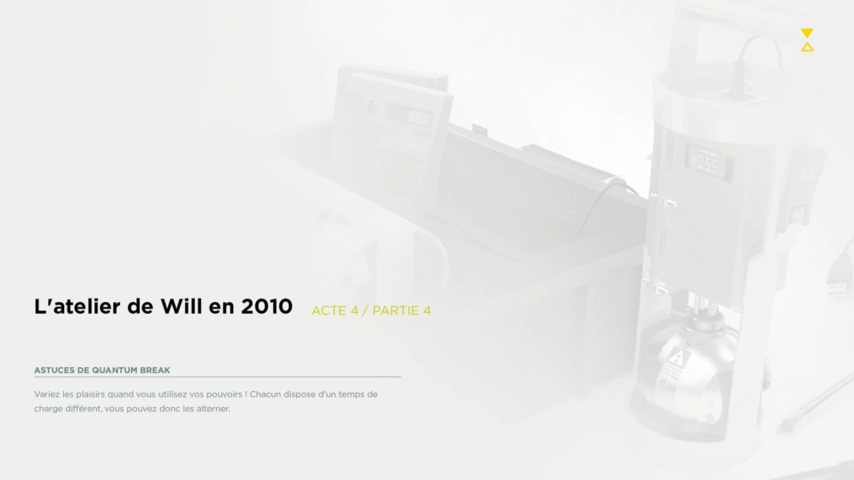 L'atelier de Will en 2010 ACTE 4 / PARTIE 4
ASTUCES DE QUANTUM BREAK
Variez les plaisirs quand vous utilisez vos pouvoirs ! Chacun dispose d'un temps de
charge différent, vous pouvez donc les alterner.